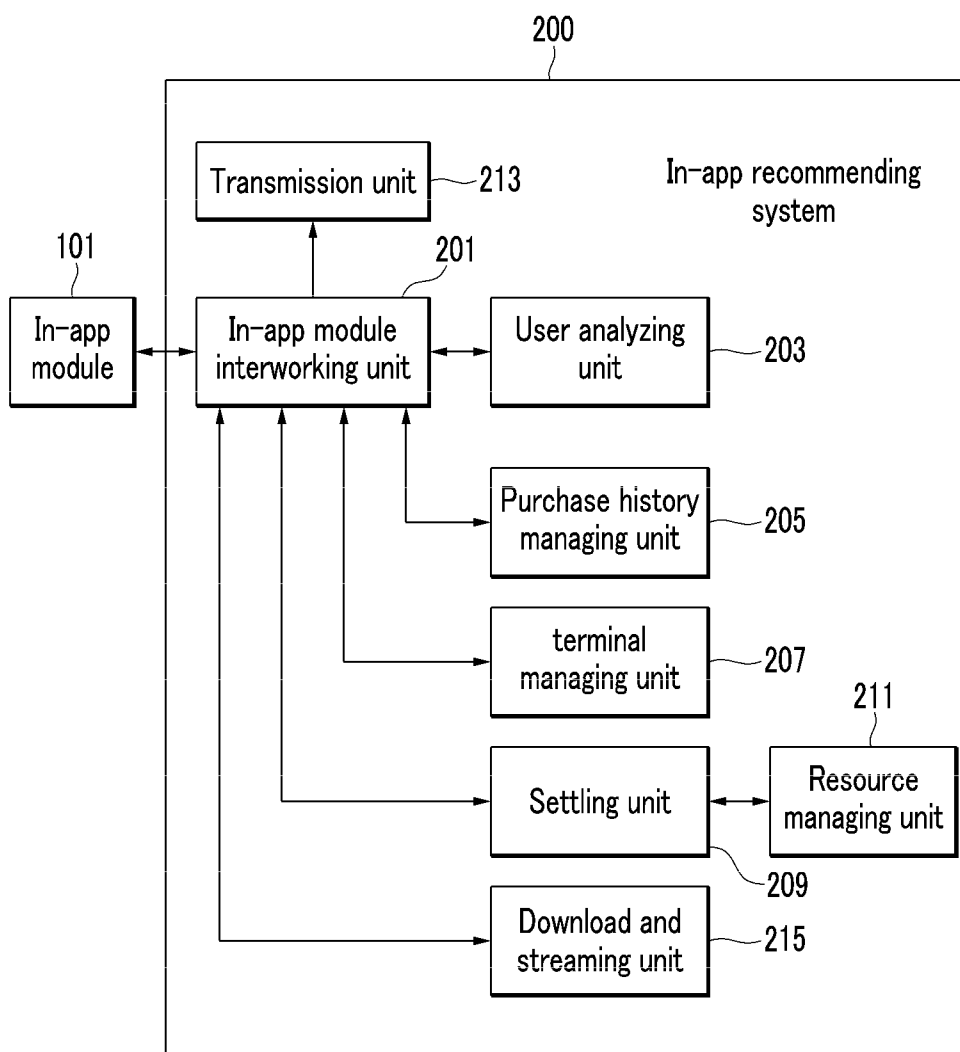 200
Transmission unit
213
In-app recommending
system
101
201
In-app
module
In-app module
interworking unit
User analyzing
unit
203
Purchase history
managing unit
205
terminal
managing unit
207
211
Settling unit
Resource
managing unit
209
Download and
streaming unit
215